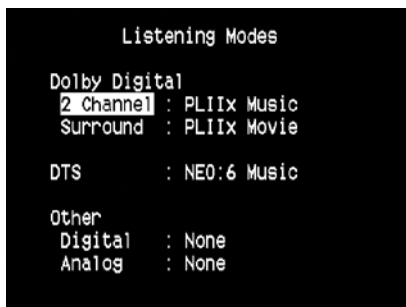 Listening Modes
Dolby Digital
2 Channel : PLIIx Music
Surround : PLIIx Movie
DTS : NEO:6 Music
Other
Digital : None
Analog : None